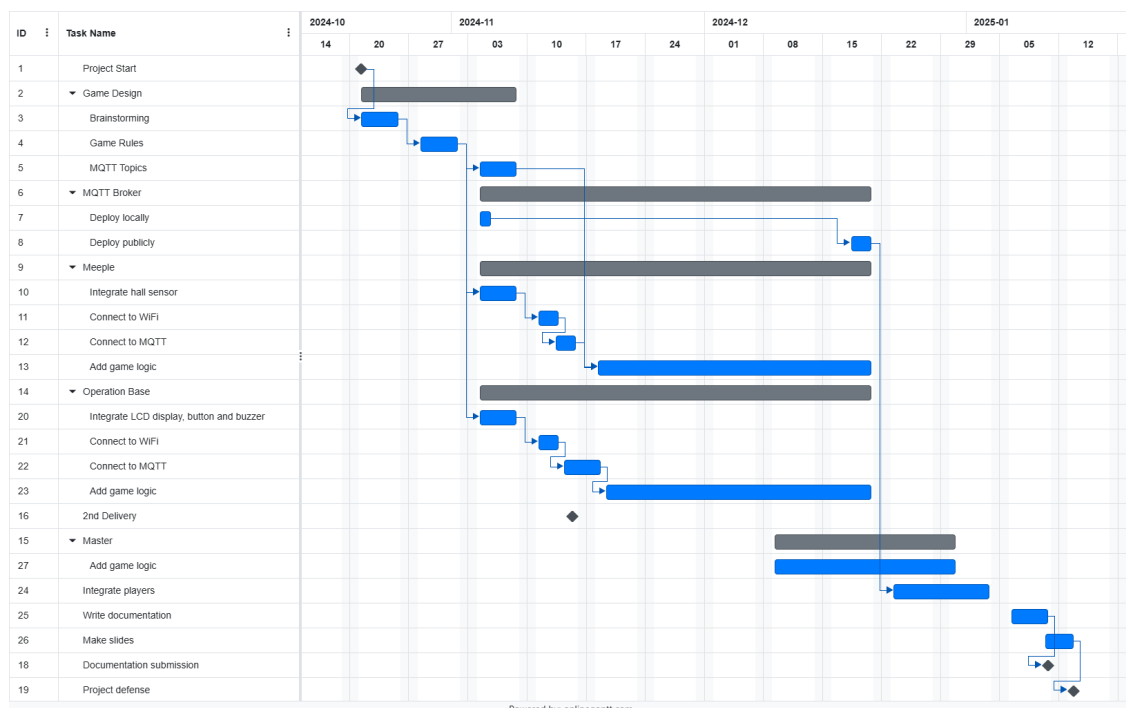 ID Task Name 2024-10 2024-11 2024-12 2025-01
14 20 27 03 10 17 24 01 08 15 22 29 05 12
1 Project Start
2 Game Design
3 Brainstorming
4 Game Rules
5 MQTT Topics
6 MQTT Broker
7 Deploy locally
8 Deploy publicly
9 Meeple
10 Integrate hall sensor
11 Connect to WiFi
12 Connect to MQTT
13 Add game logic
14 Operation Base
20 Integrate LCD display, button and buzzer
21 Connect to WiFi
22 Connect to MQTT
23 Add game logic
16 2nd Delivery
15 Master
27 Add game logic
24 Integrate players
25 Write documentation
26 Make slides
18 Documentation submission
19 Project defense